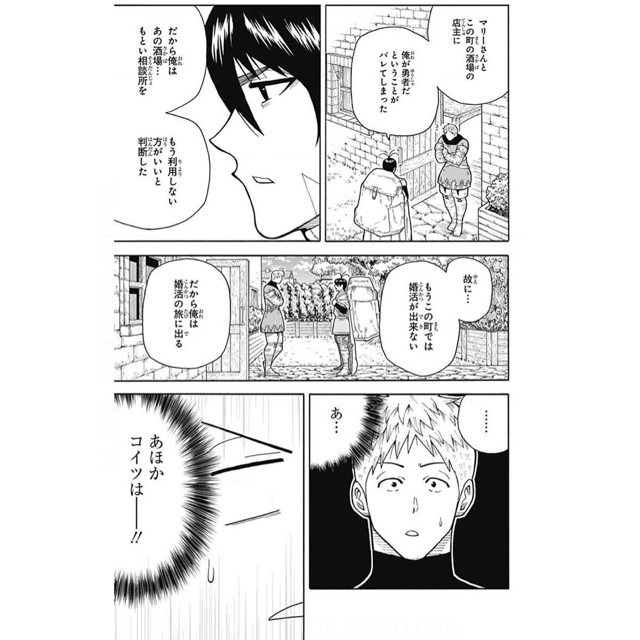 マリーさんと
この町の酒場の
店主に
俺が勇者だ
ということが
バレてしまった
だから俺は
あの酒場…
もとい相談所を
もう利用しない
方がいいと
判断した
故に…
もうこの町では
婚活が出来ない
だから俺は
婚活の旅に出る
……
あ…
あほか
コイツは――!!